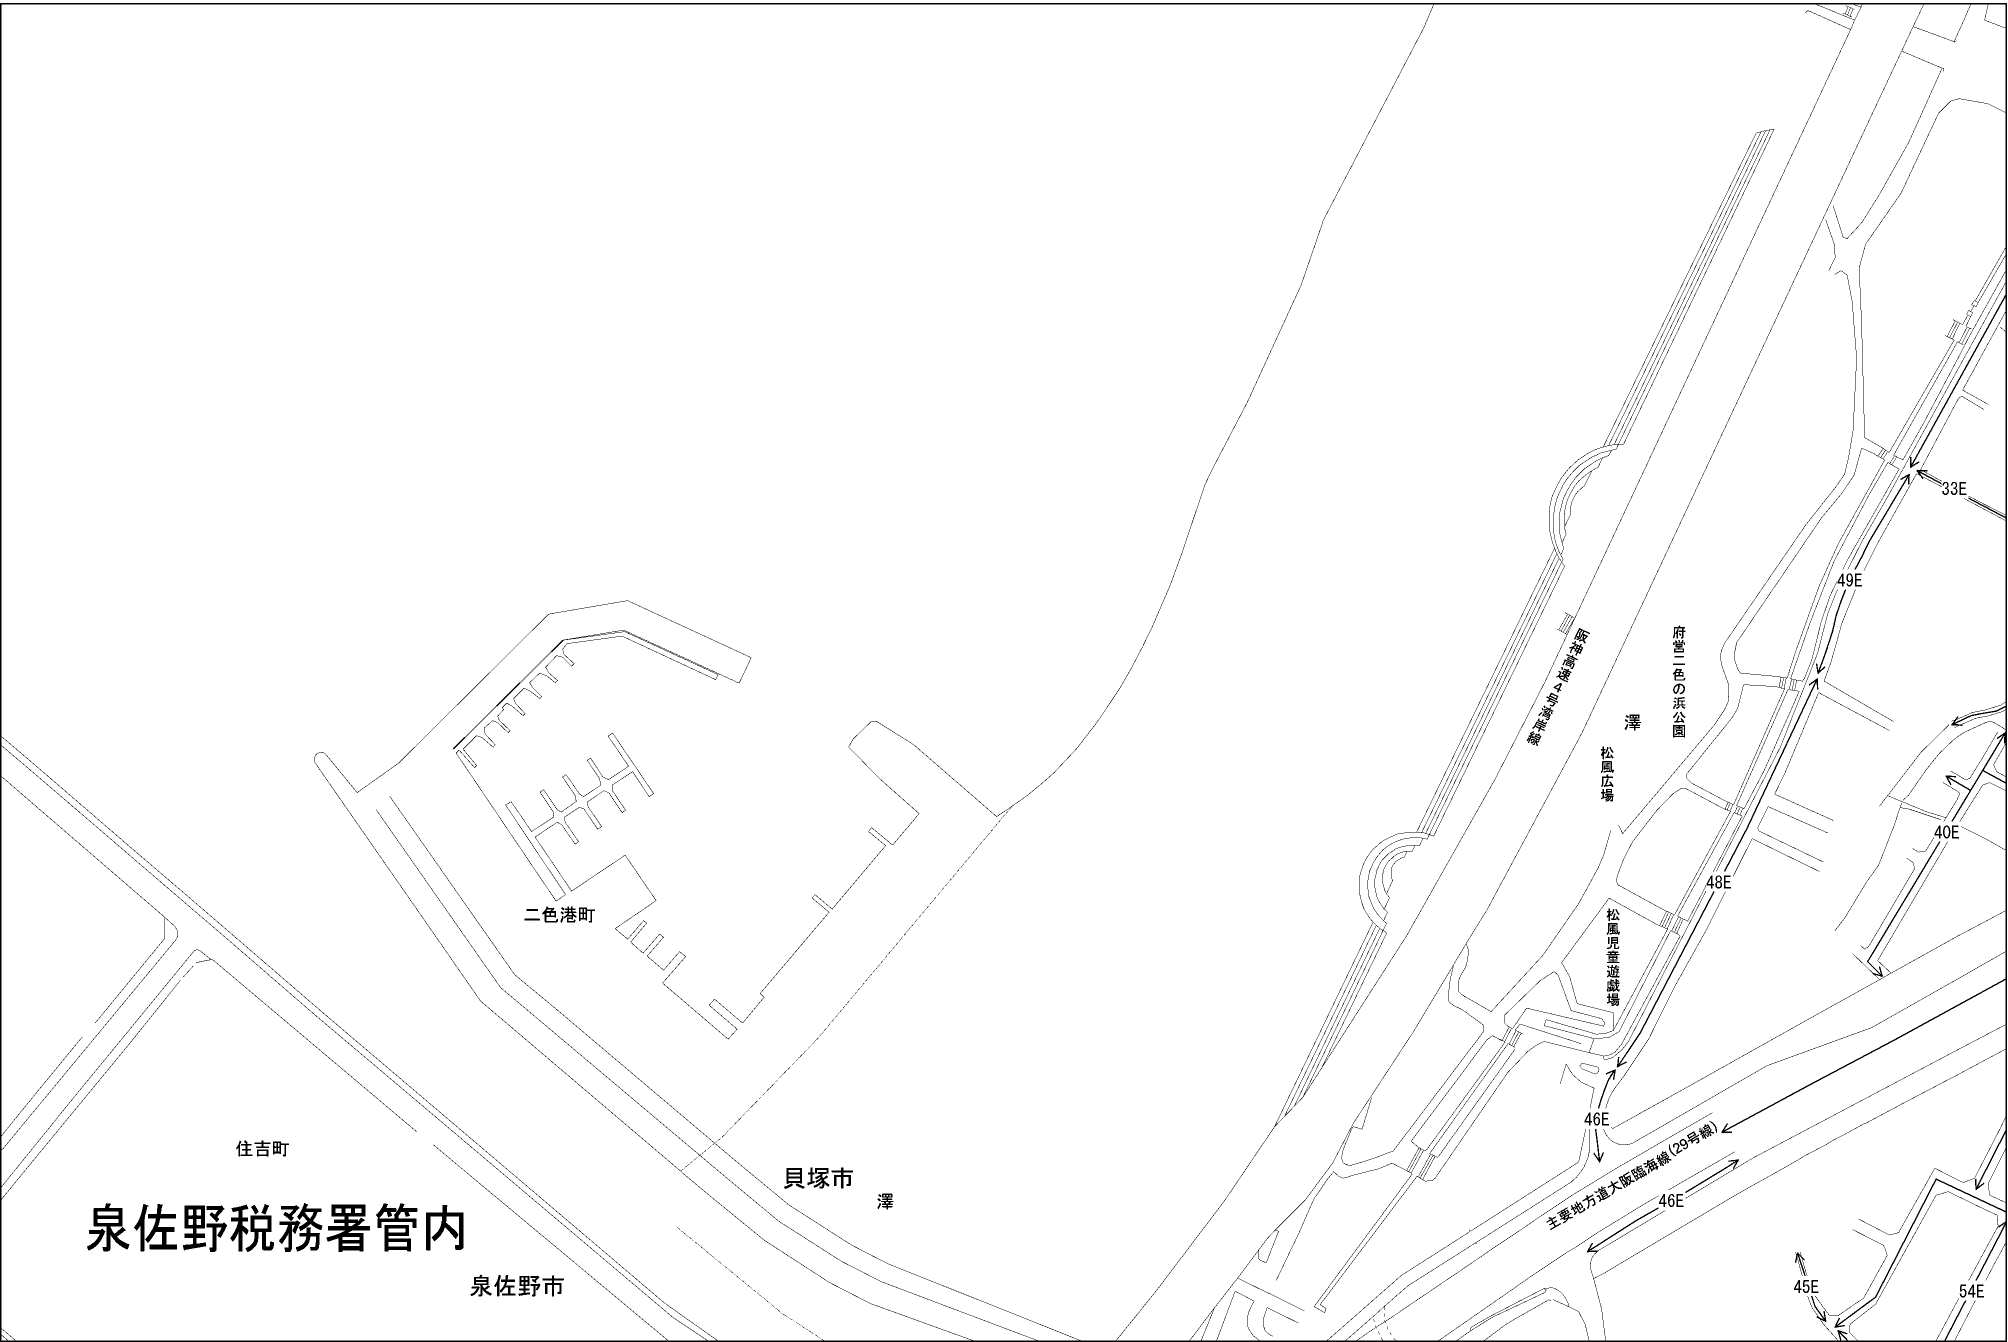 33E
49E
府営二色の浜公園
阪神高速4号湾岸線
澤
松風広場
40E
48E
二色港町
松風児童遊戯場
46E
主要地方道大阪臨海線(29号線)
住吉町
貝塚市
澤
46E
泉佐野税務署管内
泉佐野市
45E
54E